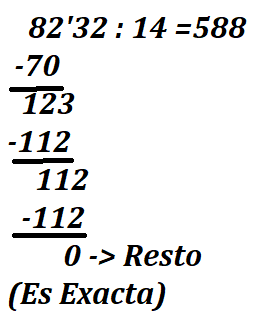 82'32 : 14 =588
-70
123
-112
112
-112
0 -> Resto
(Es Exacta)